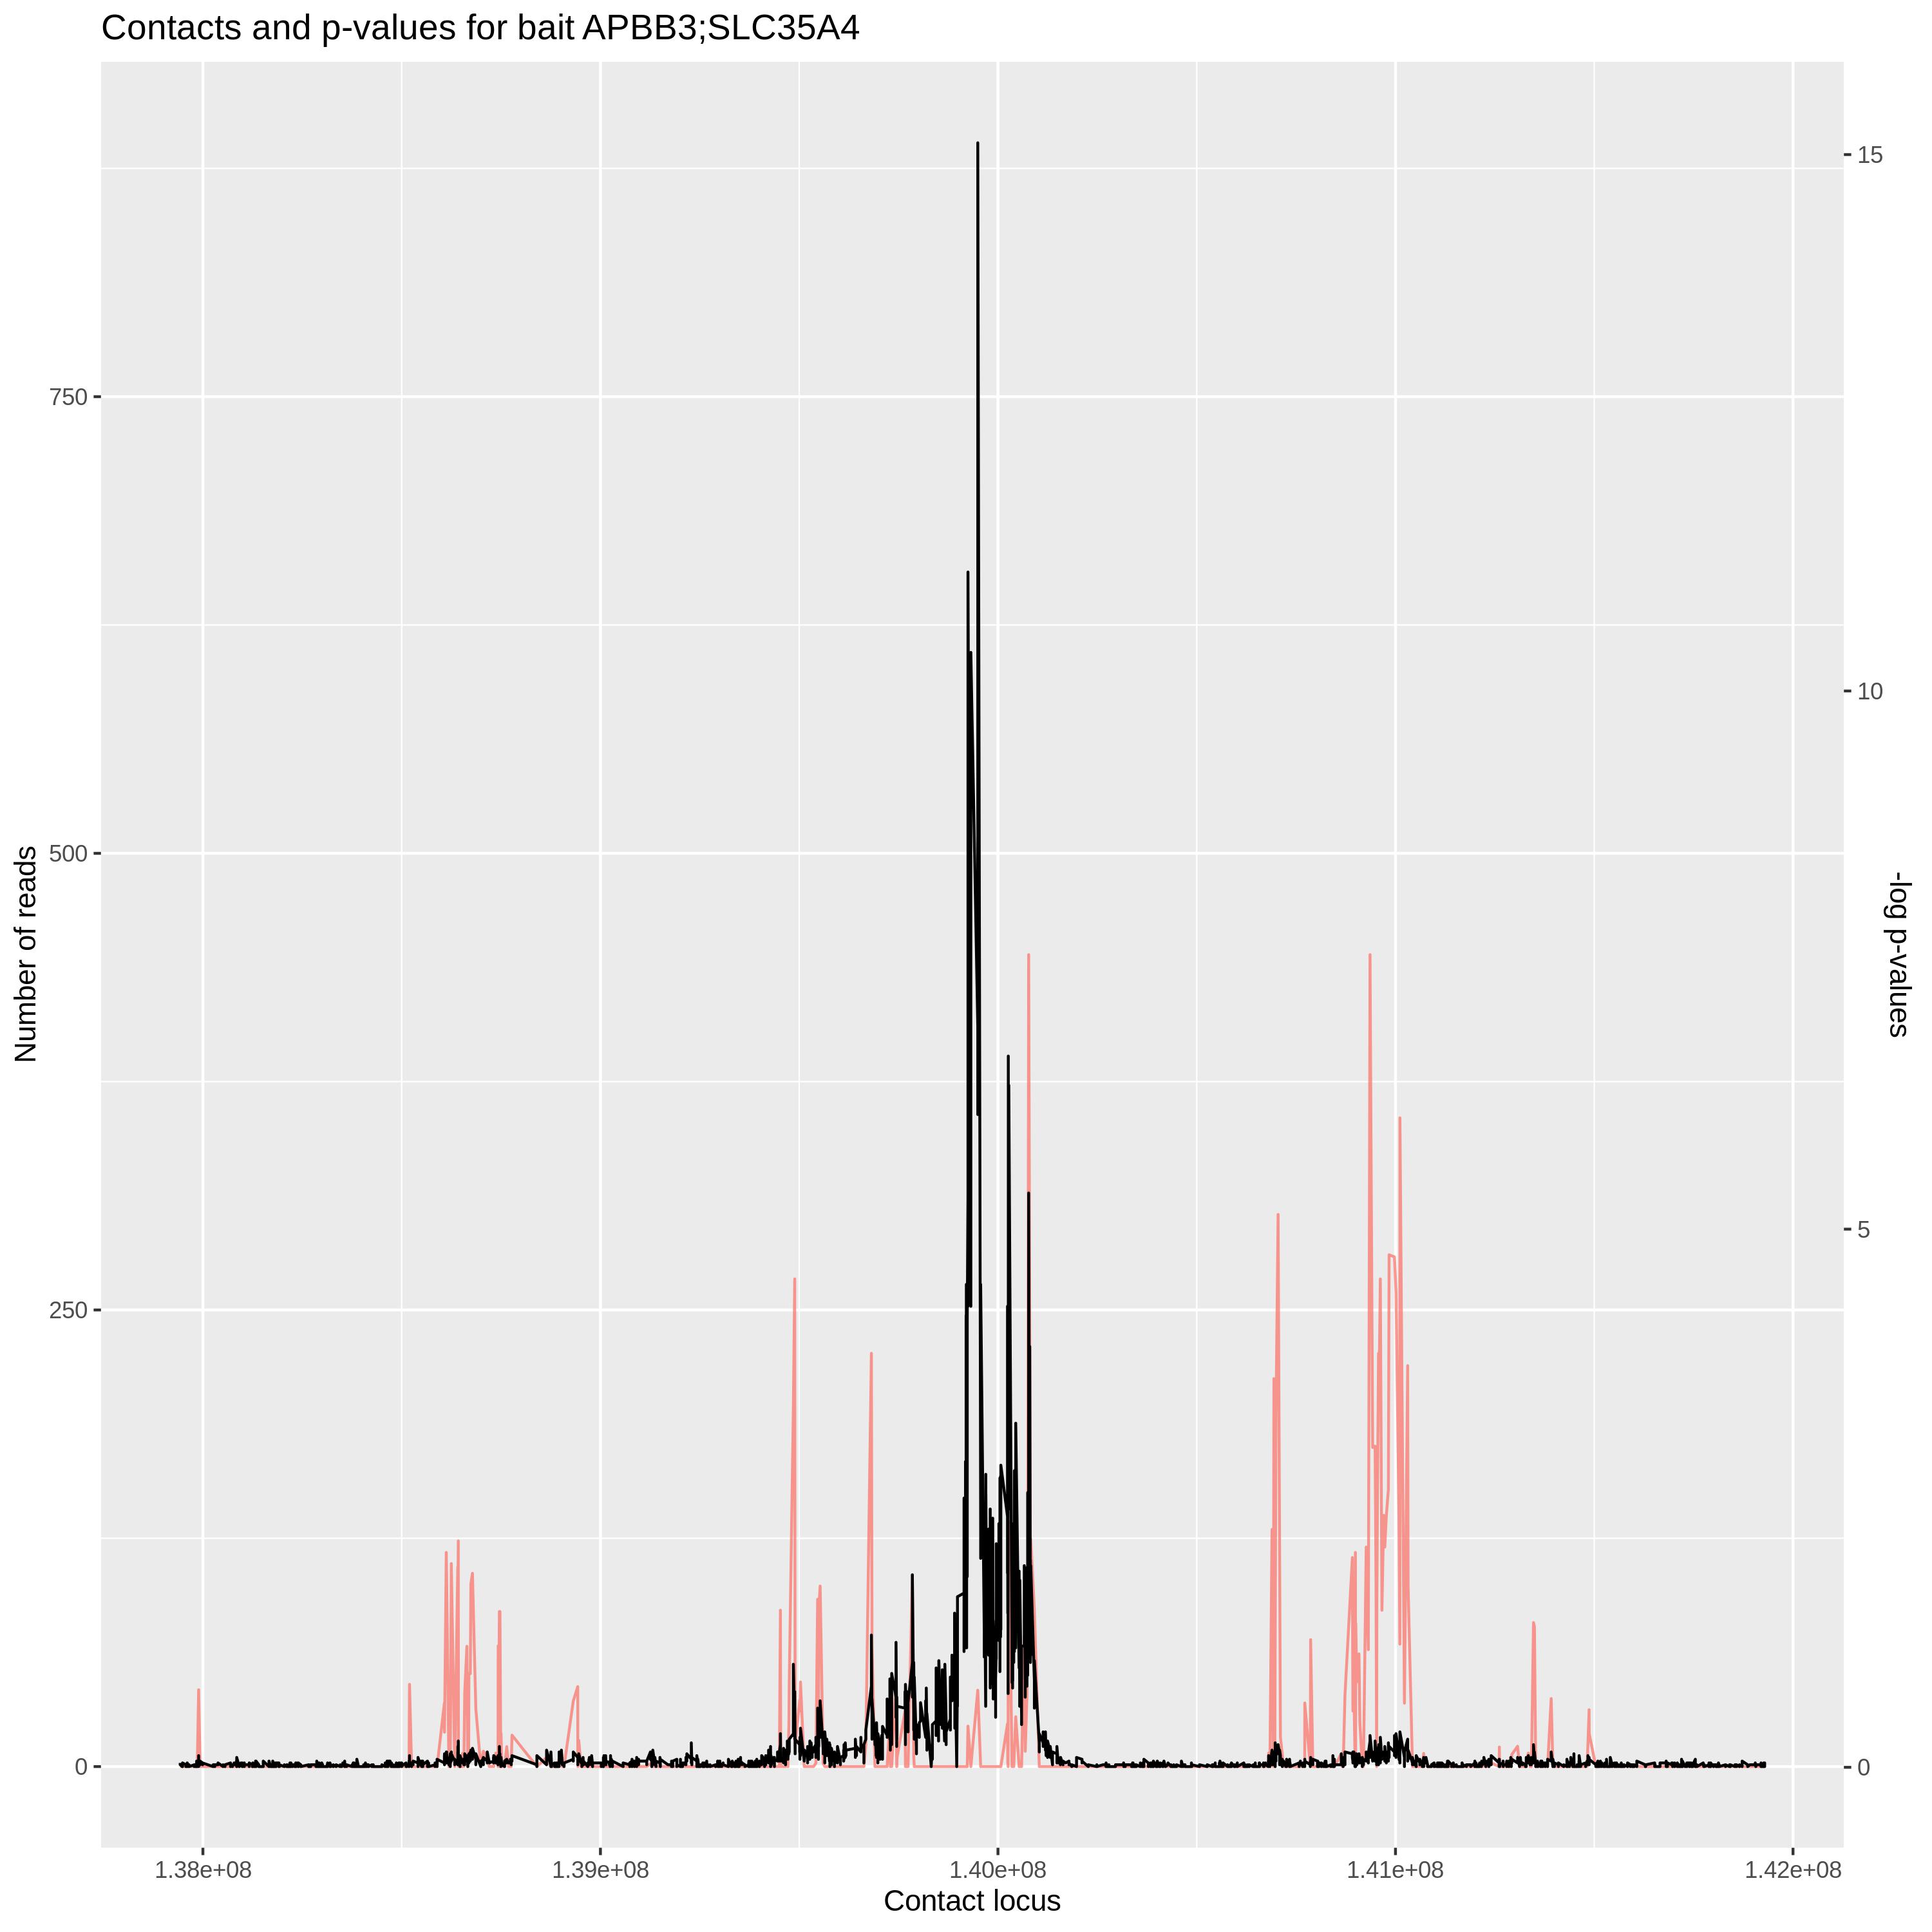 Contacts and p-values for bait APBB3;SLC35A4
Number of reads
750
500
250
0
15
10
5
0
-log p-values
1.38e+08
1.39e+08
1.40e+08
1.41e+08
1.42e+08
Contact locus